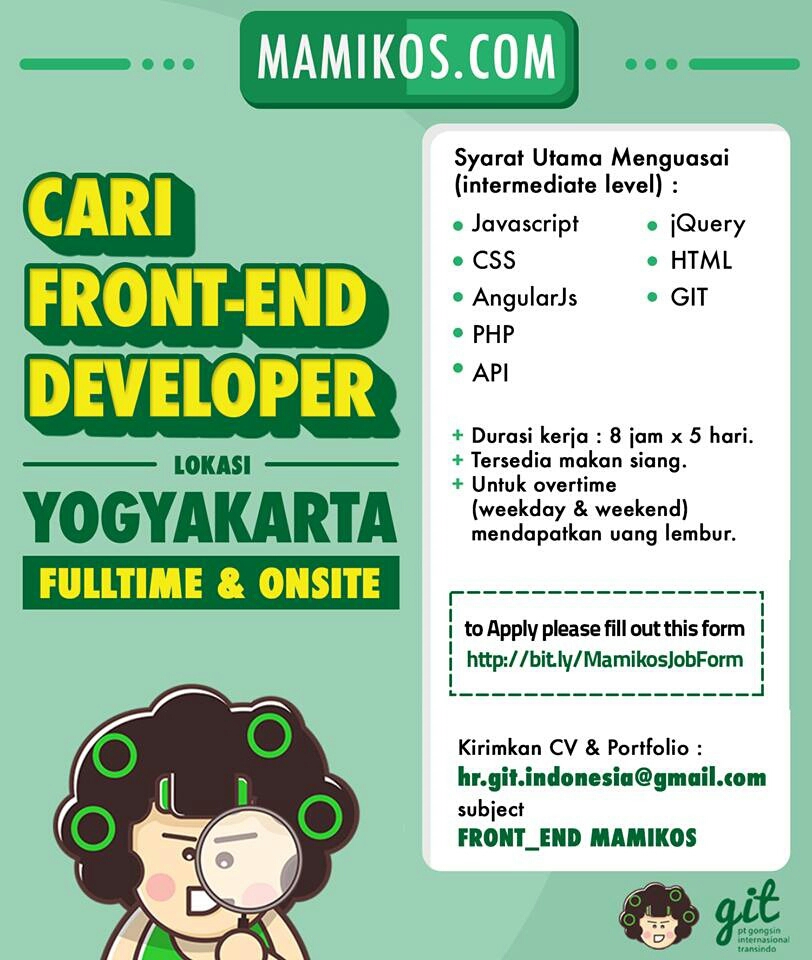 MAMIKOS.COM
CARI
FRONT-END
DEVELOPER
LOKASI
YOGYAKARTA
FULLTIME & ONSITE
Syarat Utama Menguasai
(intermediate level) :
• Javascript
• CSS
• AngularJs
• PHP
• API
• jQuery
• HTML
• GIT
+ Durasi kerja : 8 jam x 5 hari.
+ Tersedia makan siang.
+ Untuk overtime
(weekday & weekend)
mendapatkan uang lembur.
to Apply please fill out this form
http://bit.ly/MamikosJobForm
Kirimkan CV & Portfolio :
hr.git.indonesia@gmail.com
subject
FRONT_END MAMIKOS
git
pt gongsin
internasional
transindo